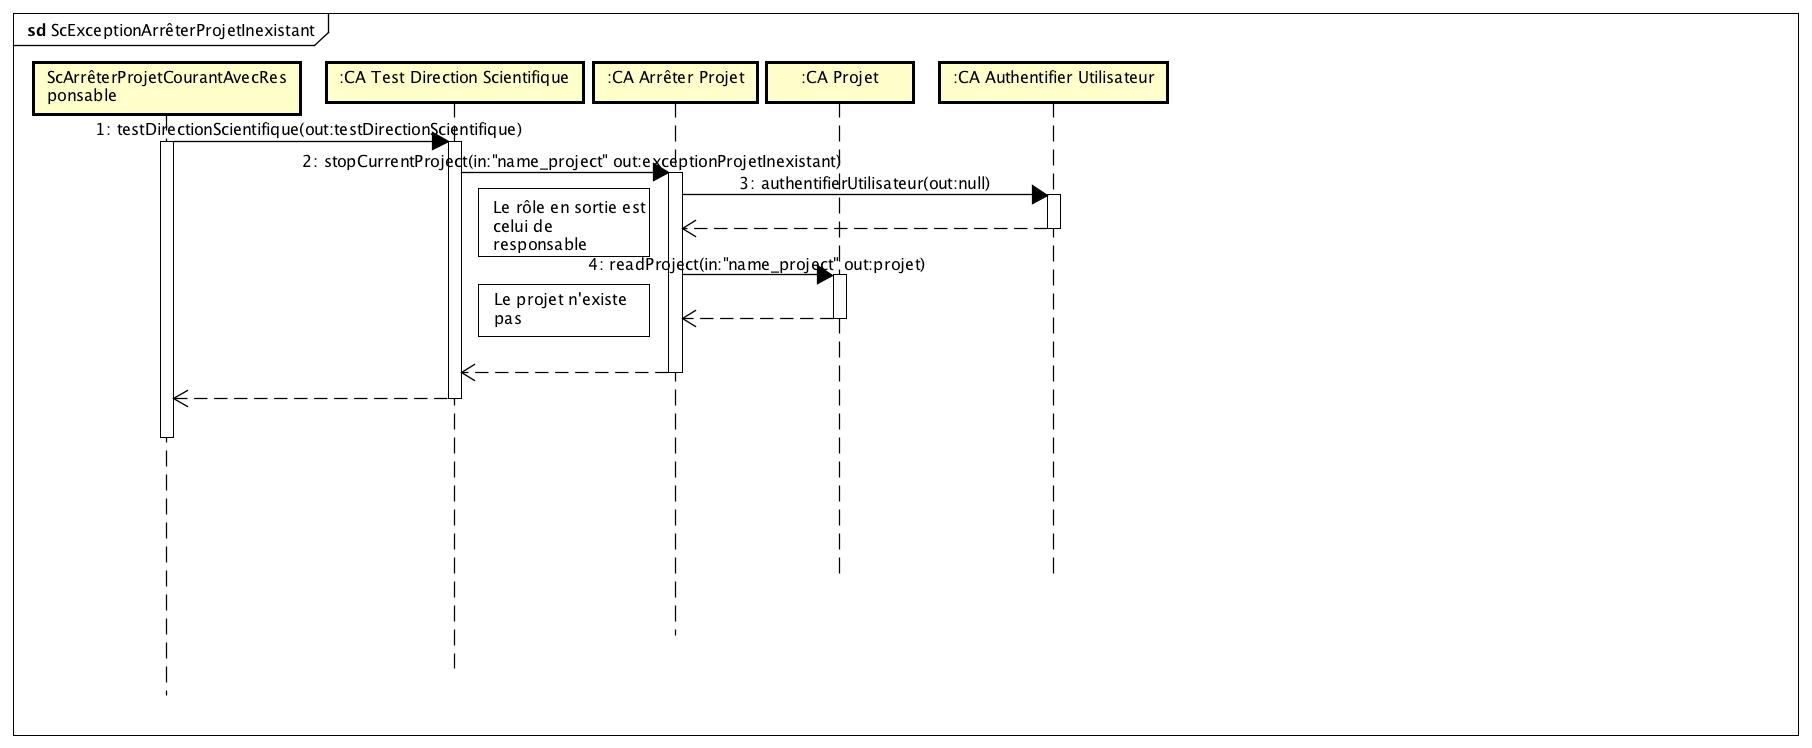 sd ScExceptionArrêterProjetInexistant
ScArrêterProjetCourantAvecRes
ponsable
:CA Test Direction Scientifique
:CA Arrêter Projet
:CA Projet
:CA Authentifier Utilisateur
1: testDirectionScientifique(out:testDirectionScientifique)
2: stopCurrentProject(in:"name_project" out:exceptionProjetInexistant)
3: authentifierUtilisateur(out:null)
Le rôle en sortie est
celui de
responsable
4: readProject(in:"name_project" out:projet)
Le projet n'existe
pas